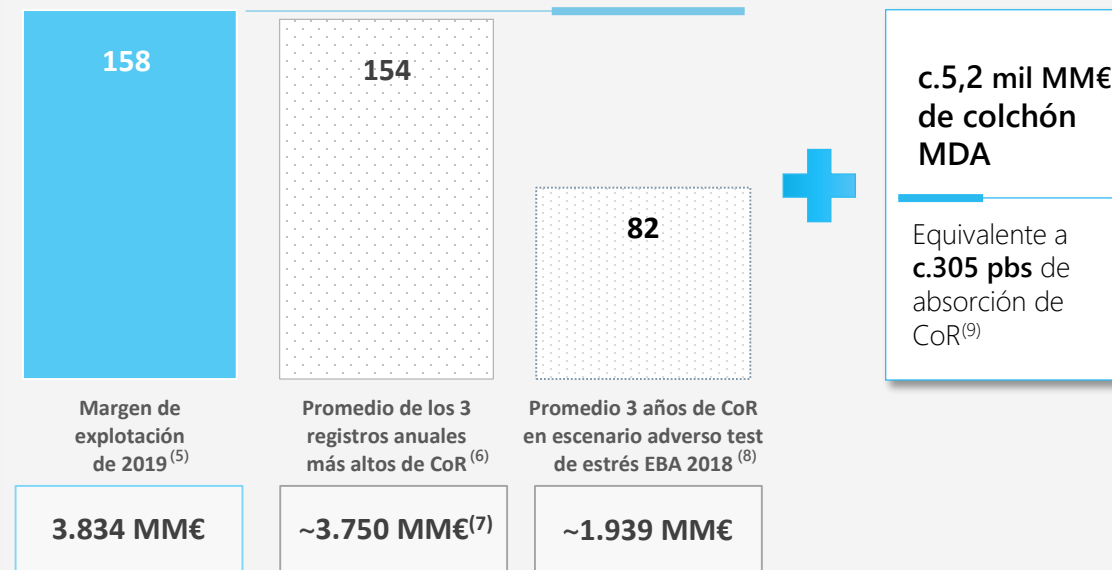 158
154
82
c.5,2 mil MM€
de colchón
MDA
Equivalente a
c.305 pbs de
absorción de
CoR(9)
Margen de
explotación
de 2019(5)
Promedio de los 3
registros anuales
más altos de CoR(6)
Promedio 3 años de CoR
en escenario adverso test
de estrés EBA 2018 (8)
3.834 MM€
~3.750 MM€(7)
~1.939 MM€